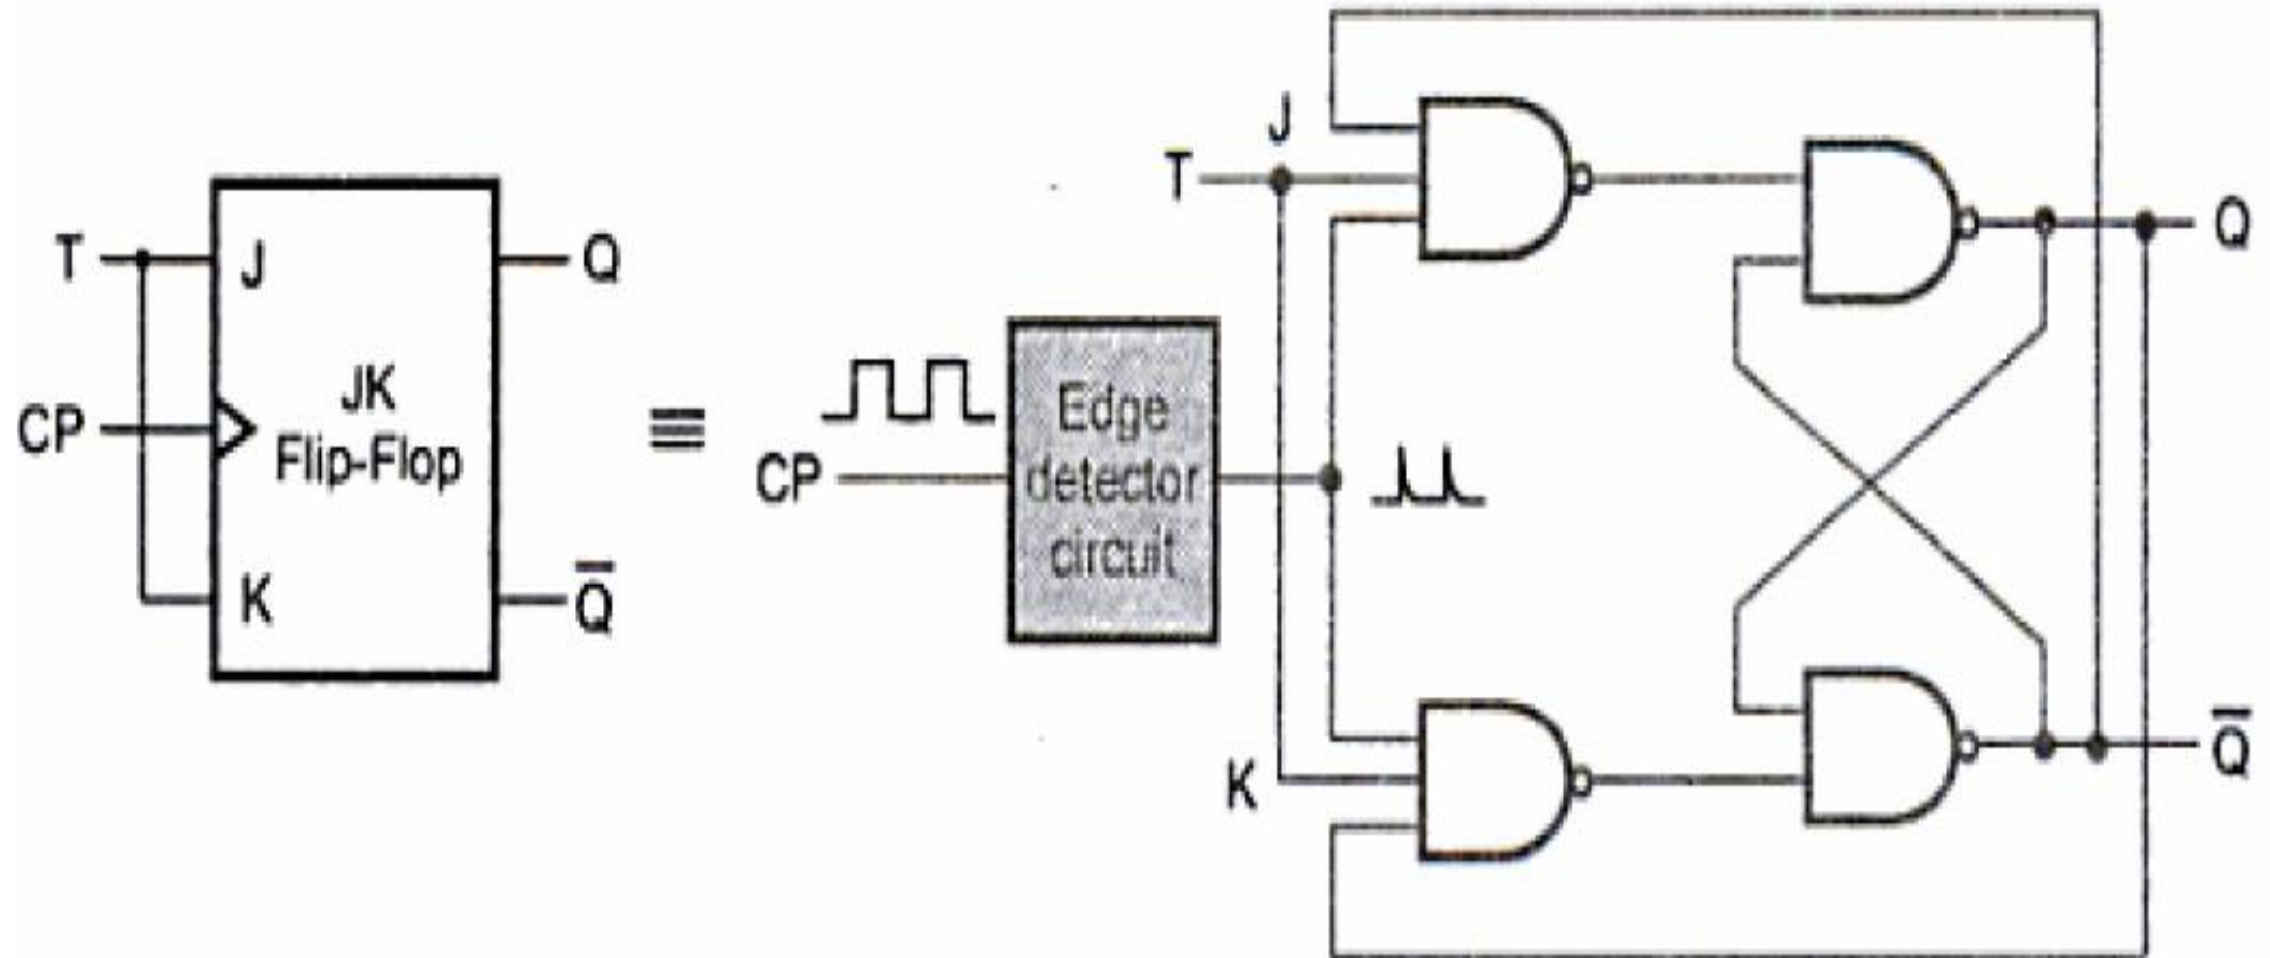 T
J
Q
CP
JK
Flip-Flop
K
Q̅
≡
CP
Edge
detector
circuit
J
T
K
Q
Q̅